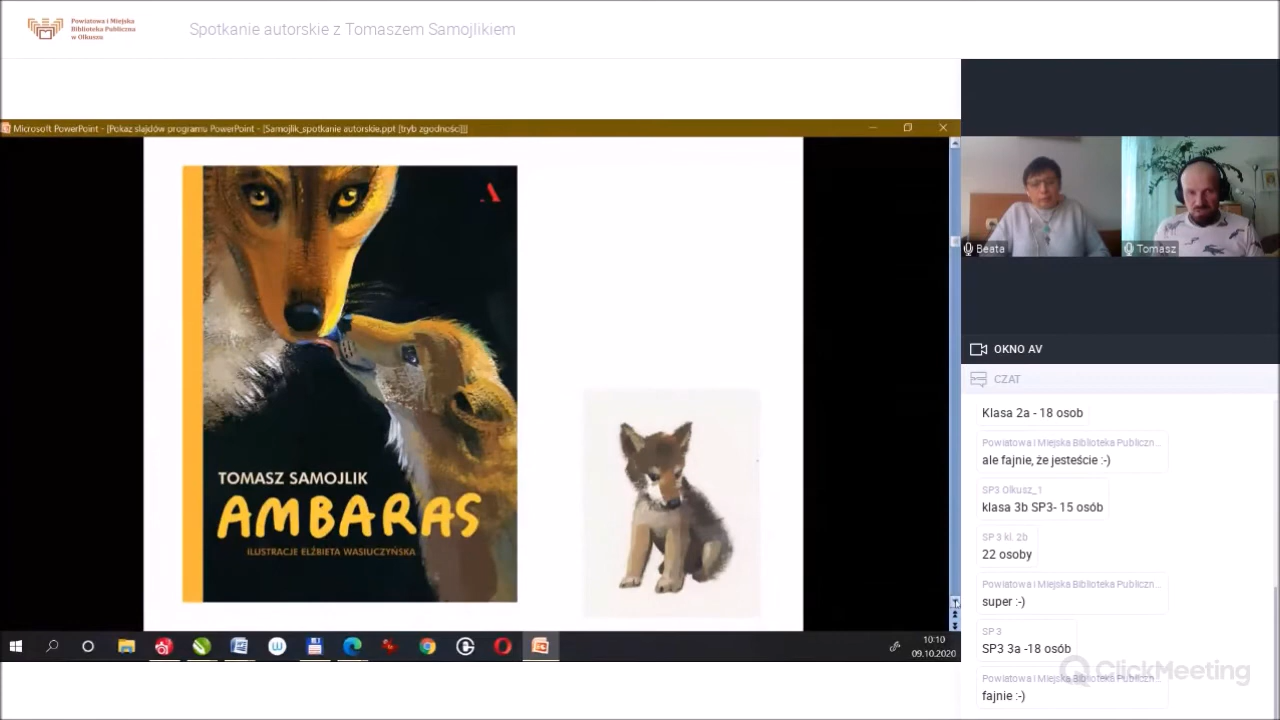 Powiatowa i Miejska
Biblioteka Publiczna
w Olkuszu
Spotkanie autorskie z Tomaszem Samojlikiem
Microsoft PowerPoint - [Pokaz slajdów programu PowerPoint - [Samojlik_spotkanie autorskie.ppt [tryb zgodności]]]
TOMASZ SAMOJLIK
AMBARAS
ILUSTRACJE ELŻBIETA WASIUCZYŃSKA
Beata
Tomasz
OKNO AV
CZAT
Klasa 2a - 18 osob
Powiatowa i Miejska Biblioteka Publiczn...
ale fajnie, że jesteście :-)
SP3 Olkusz_1
klasa 3b SP3- 15 osób
SP 3 kl. 2b
22 osoby
Powiatowa i Miejska Biblioteka Publiczn...
super :-)
SP 3
SP3 3a -18 osób
Powiatowa i Miejska Biblioteka Publiczn...
fajnie :-)
ClickMeeting
10:10
09.10.2020